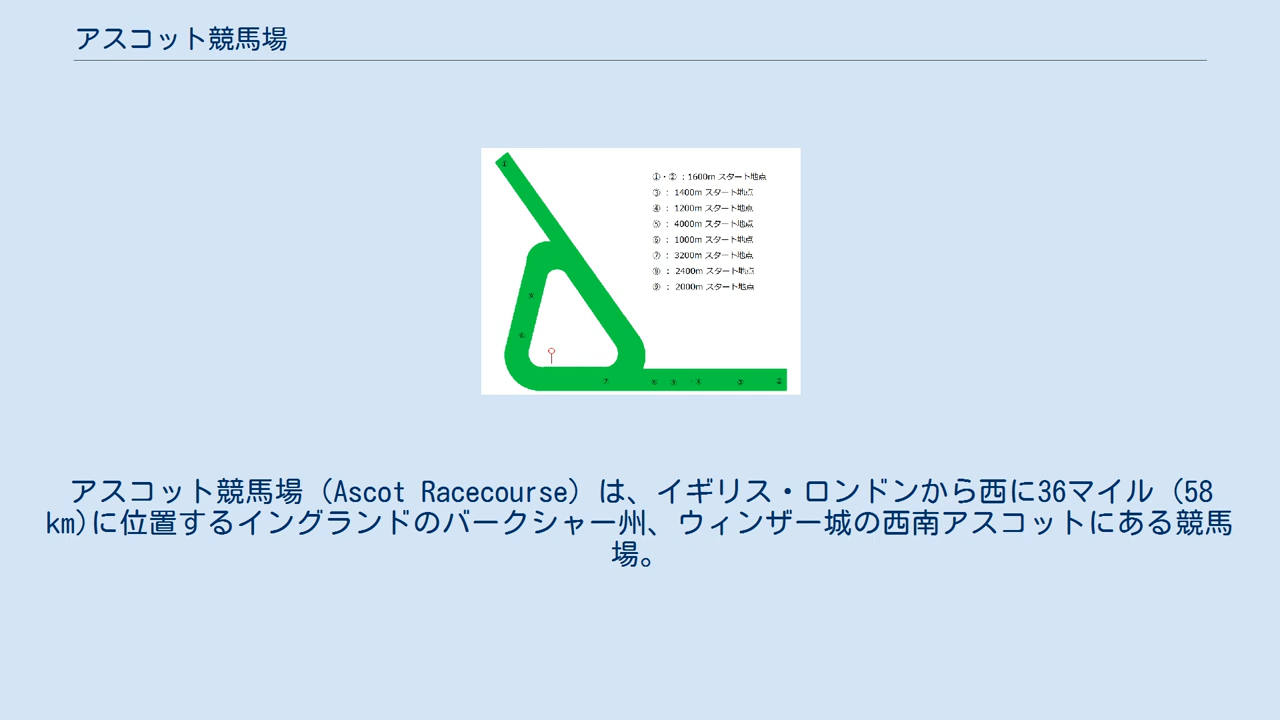 アスコット競馬場
①・② ：1600m スタート地点
③ ： 1400m スタート地点
④ ： 1200m スタート地点
⑤ ： 4000m スタート地点
⑥ ： 1000m スタート地点
⑦ ： 3200m スタート地点
⑧ ： 2400m スタート地点
⑨ ： 2000m スタート地点
①
⑦
④
③
②
アスコット競馬場（Ascot Racecourse）は、イギリス・ロンドンから西に36マイル（58
km)に位置するイングランドのバークシャー州、ウィンザー城の西南アスコットにある競馬
場。